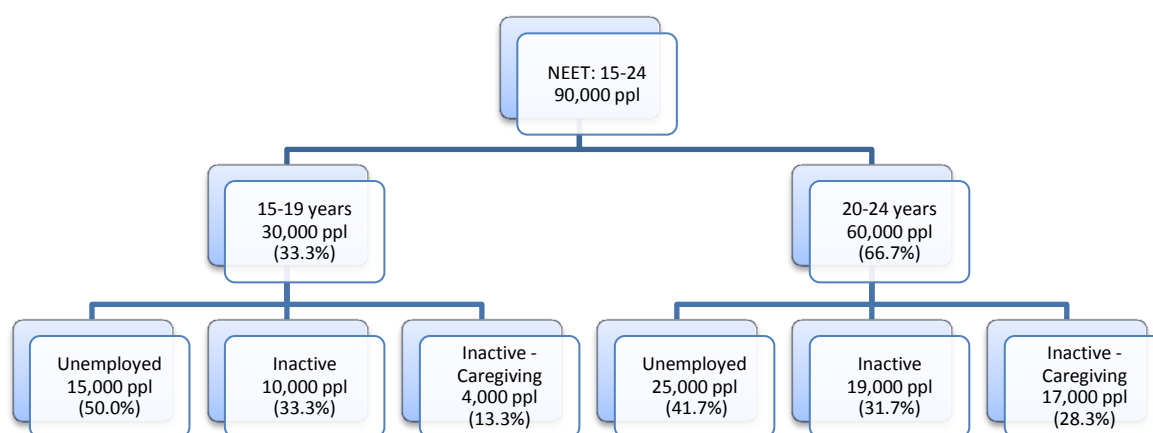 NEET: 15-24
90,000 ppl
15-19 years
30,000 ppl
(33.3%)
20-24 years
60,000 ppl
(66.7%)
Unemployed
15,000 ppl
(50.0%)
Inactive
10,000 ppl
(33.3%)
Inactive -
Caregiving
4,000 ppl
(13.3%)
Unemployed
25,000 ppl
(41.7%)
Inactive
19,000 ppl
(31.7%)
Inactive -
Caregiving
17,000 ppl
(28.3%)